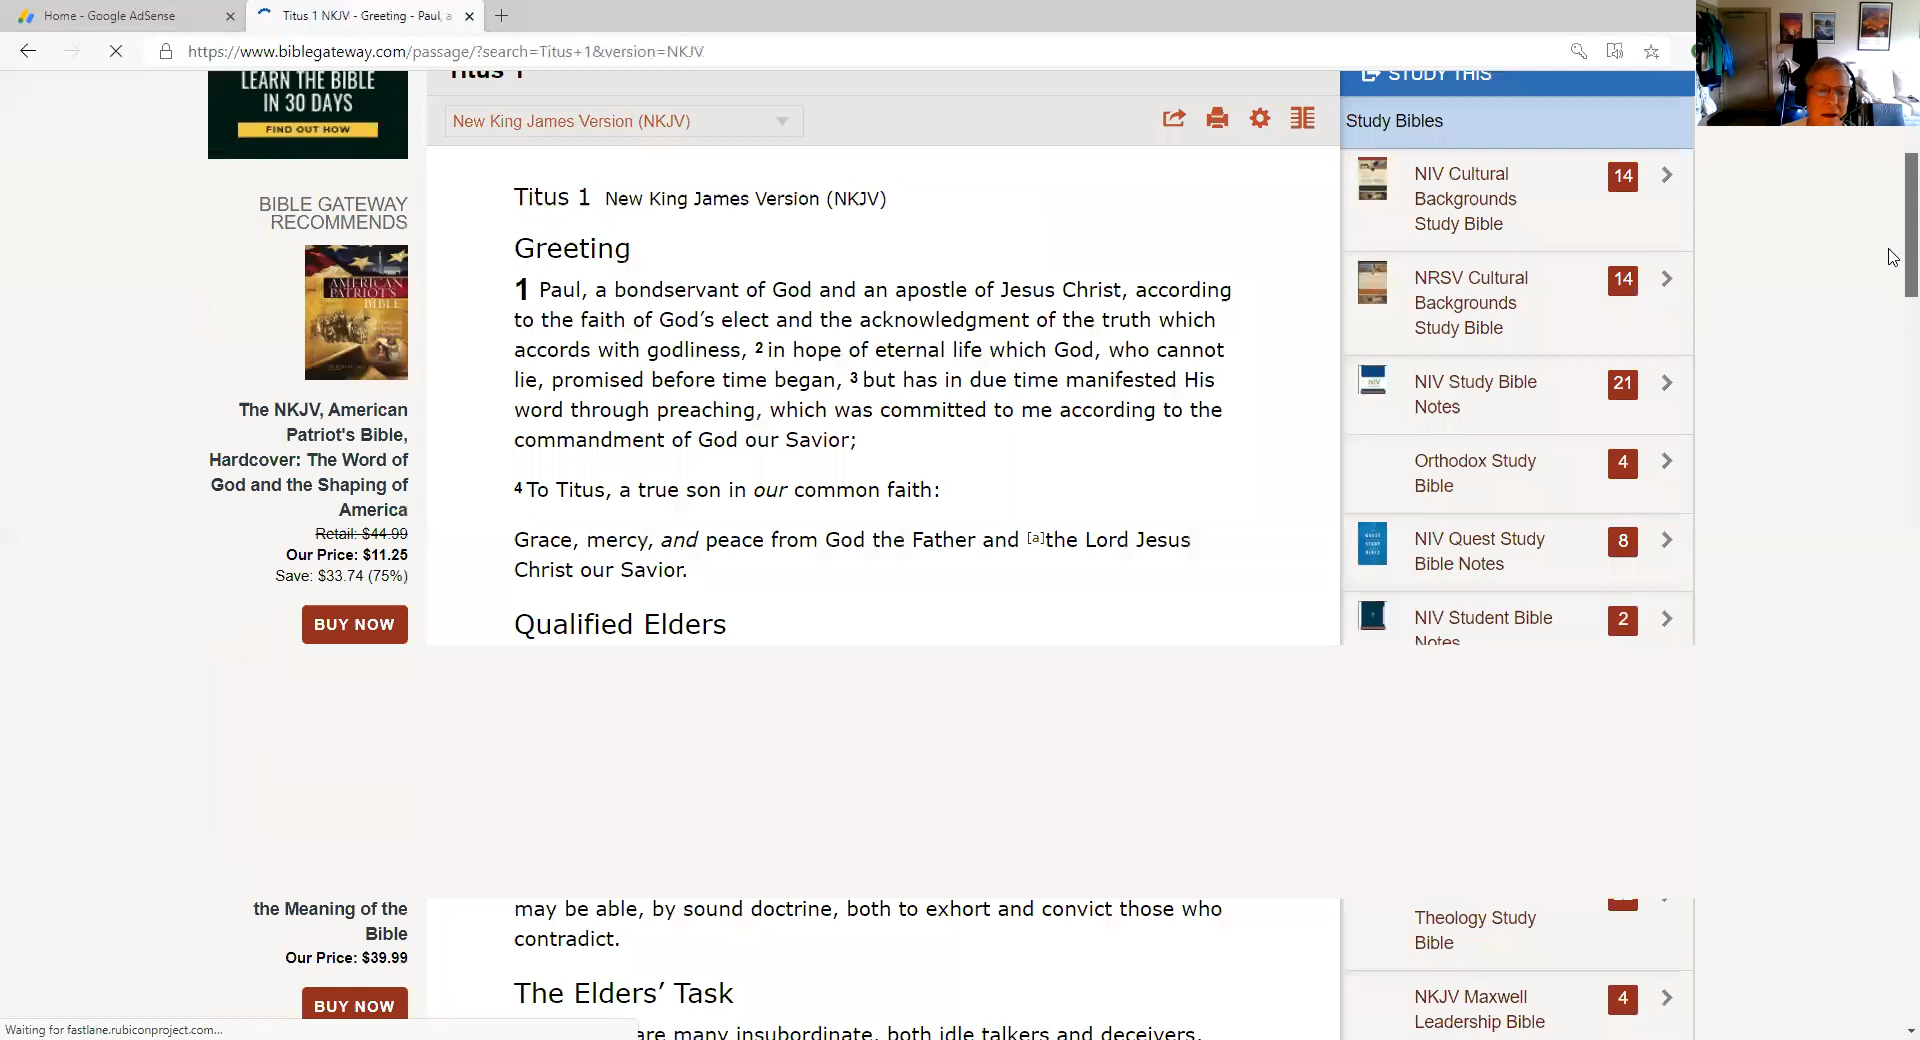 Home - Google AdSense
Titus 1 NKJV - Greeting - Paul, a
https://www.biblegateway.com/passage/?search=Titus+1&version=NKJV
LEARN THE BIBLE
IN 30 DAYS
FIND OUT HOW
BIBLE GATEWAY
RECOMMENDS
AMERICAN
PATRIOT'S
BIBLE
The NKJV, American
Patriot's Bible,
Hardcover: The Word of
God and the Shaping of
America
Retail: $44.99
Our Price: $11.25
Save: $33.74 (75%)
BUY NOW
the Meaning of the
Bible
Our Price: $39.99
BUY NOW
Waiting for fastlane.rubiconproject.com...
Titus 1
New King James Version (NKJV)
Titus 1 New King James Version (NKJV)
Greeting
1 Paul, a bondservant of God and an apostle of Jesus Christ, according
to the faith of God’s elect and the acknowledgment of the truth which
accords with godliness, 2 in hope of eternal life which God, who cannot
lie, promised before time began, 3 but has in due time manifested His
word through preaching, which was committed to me according to the
commandment of God our Savior;
4 To Titus, a true son in our common faith:
Grace, mercy, and peace from God the Father and [a]the Lord Jesus
Christ our Savior.
Qualified Elders
may be able, by sound doctrine, both to exhort and convict those who
contradict.
The Elders’ Task
are many insubordinate, both idle talkers and deceivers,
STUDY THIS
Study Bibles
NIV Cultural
Backgrounds
Study Bible
14
NRSV Cultural
Backgrounds
Study Bible
14
NIV Study Bible
Notes
21
Orthodox Study
Bible
4
NIV Quest Study
Bible Notes
8
NIV Student Bible
Notes
2
Theology Study
Bible
NKJV Maxwell
Leadership Bible
4